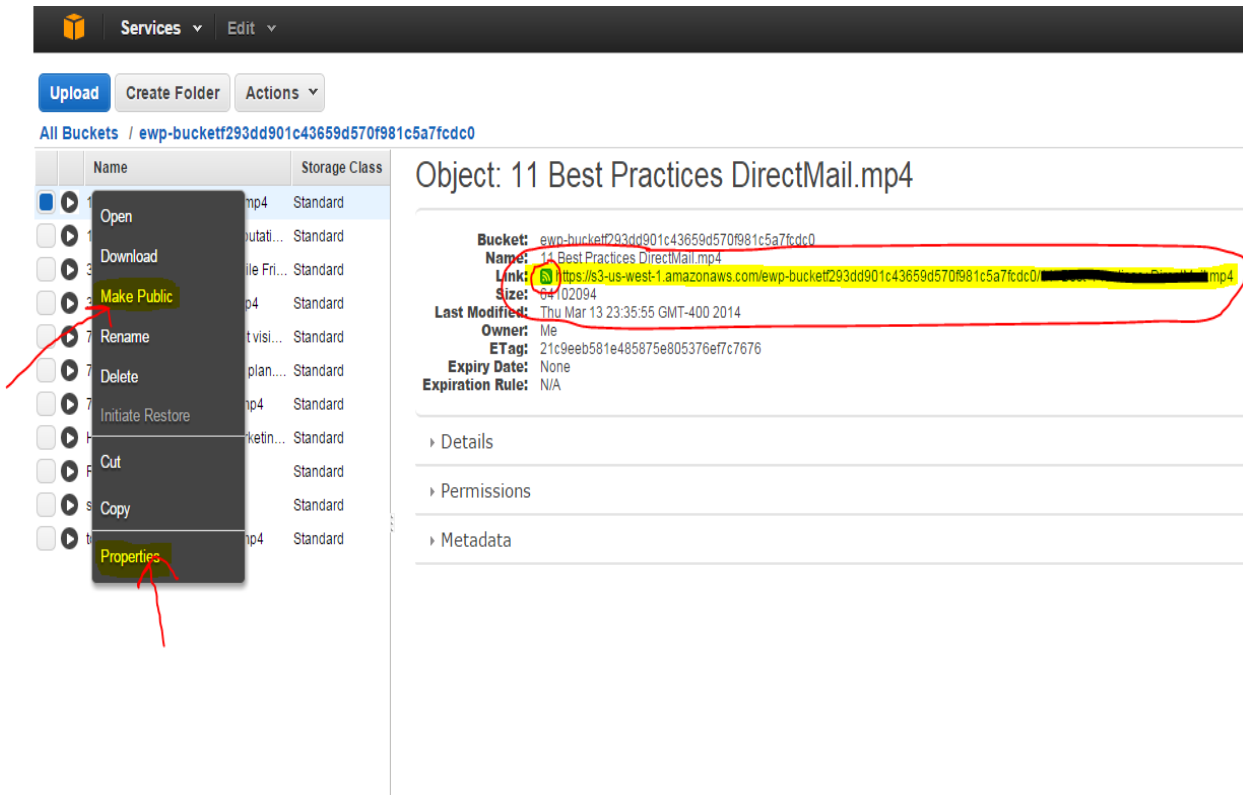 Services Edit
Upload Create Folder Actions
All Buckets / ewp-bucketf293dd901c43659d570f981c5a7fcdc0
Name Storage Class
mp4 Standard
Standard
ile Fri... Standard
p4 Standard
t visi... Standard
plan.... Standard
mp4 Standard
rketin... Standard
Standard
Standard
mp4 Standard
Open
Download
Make Public
Rename
Delete
Initiate Restore
Cut
Copy
Properties
Object: 11 Best Practices DirectMail.mp4
Bucket: ewp-bucketf293dd901c43659d570f981c5a7fcdc0
Name: 11 Best Practices DirectMail.mp4
Link: https://s3-us-west-1.amazonaws.com/ewp-bucketf293dd901c43659d570f981c5a7fcdc0/ mp4
Size: 64102094
Last Modified: Thu Mar 13 23:35:55 GMT-400 2014
Owner: Me
ETag: 21c9eeb581e485875e805376ef7c7676
Expiry Date: None
Expiration Rule: N/A
Details
Permissions
Metadata